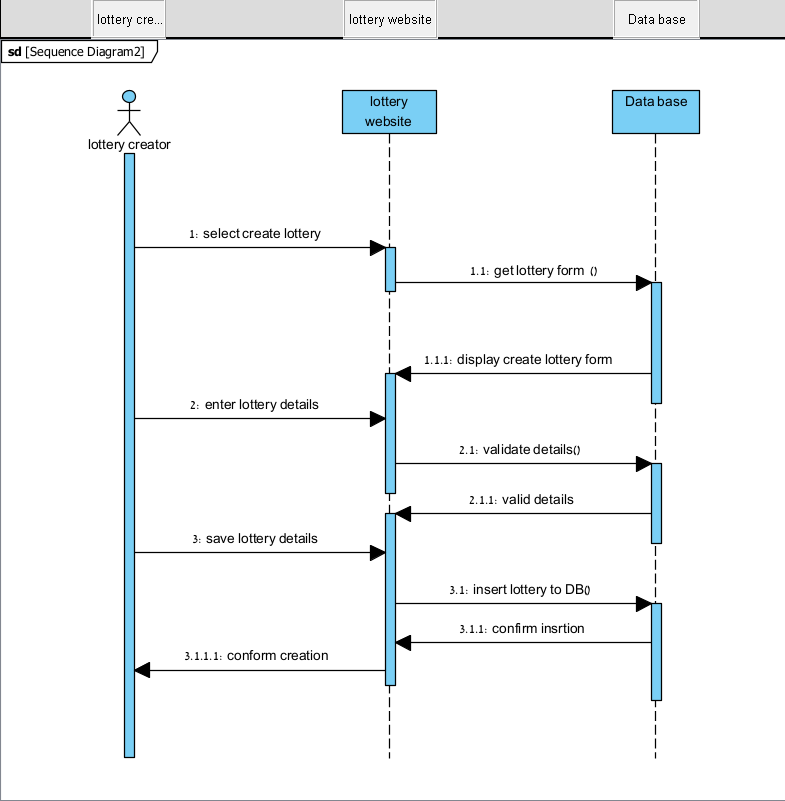 lottery cre...
lottery website
Data base
sd [Sequence Diagram2]
lottery creator
lottery
website
Data base
1: select create lottery
1.1: get lottery form ()
1.1.1: display create lottery form
2: enter lottery details
2.1: validate details()
2.1.1: valid details
3: save lottery details
3.1: insert lottery to DB()
3.1.1: confirm insrtion
3.1.1.1: conform creation